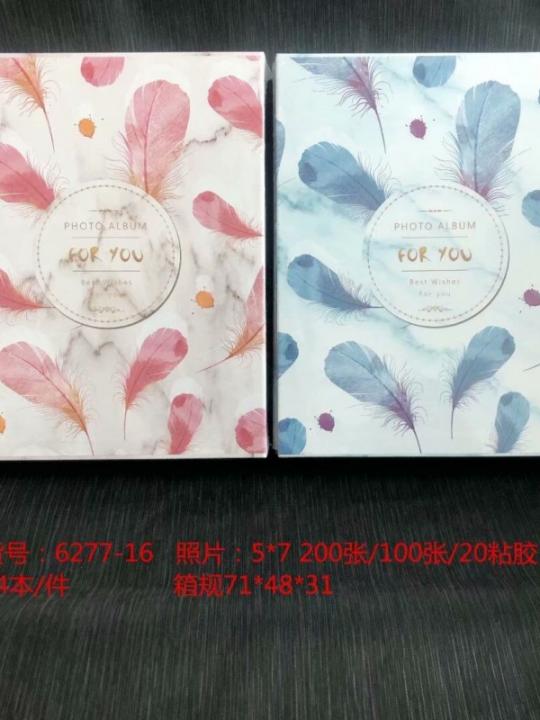 PHOTO ALBUM
FOR YOU
Best Wishes
PHOTO ALBUM
FOR YOU
Best Wishes
For you
货号：6277-16 照片：5*7 200张/100张/20粘胶
4本/件 箱规71*48*31